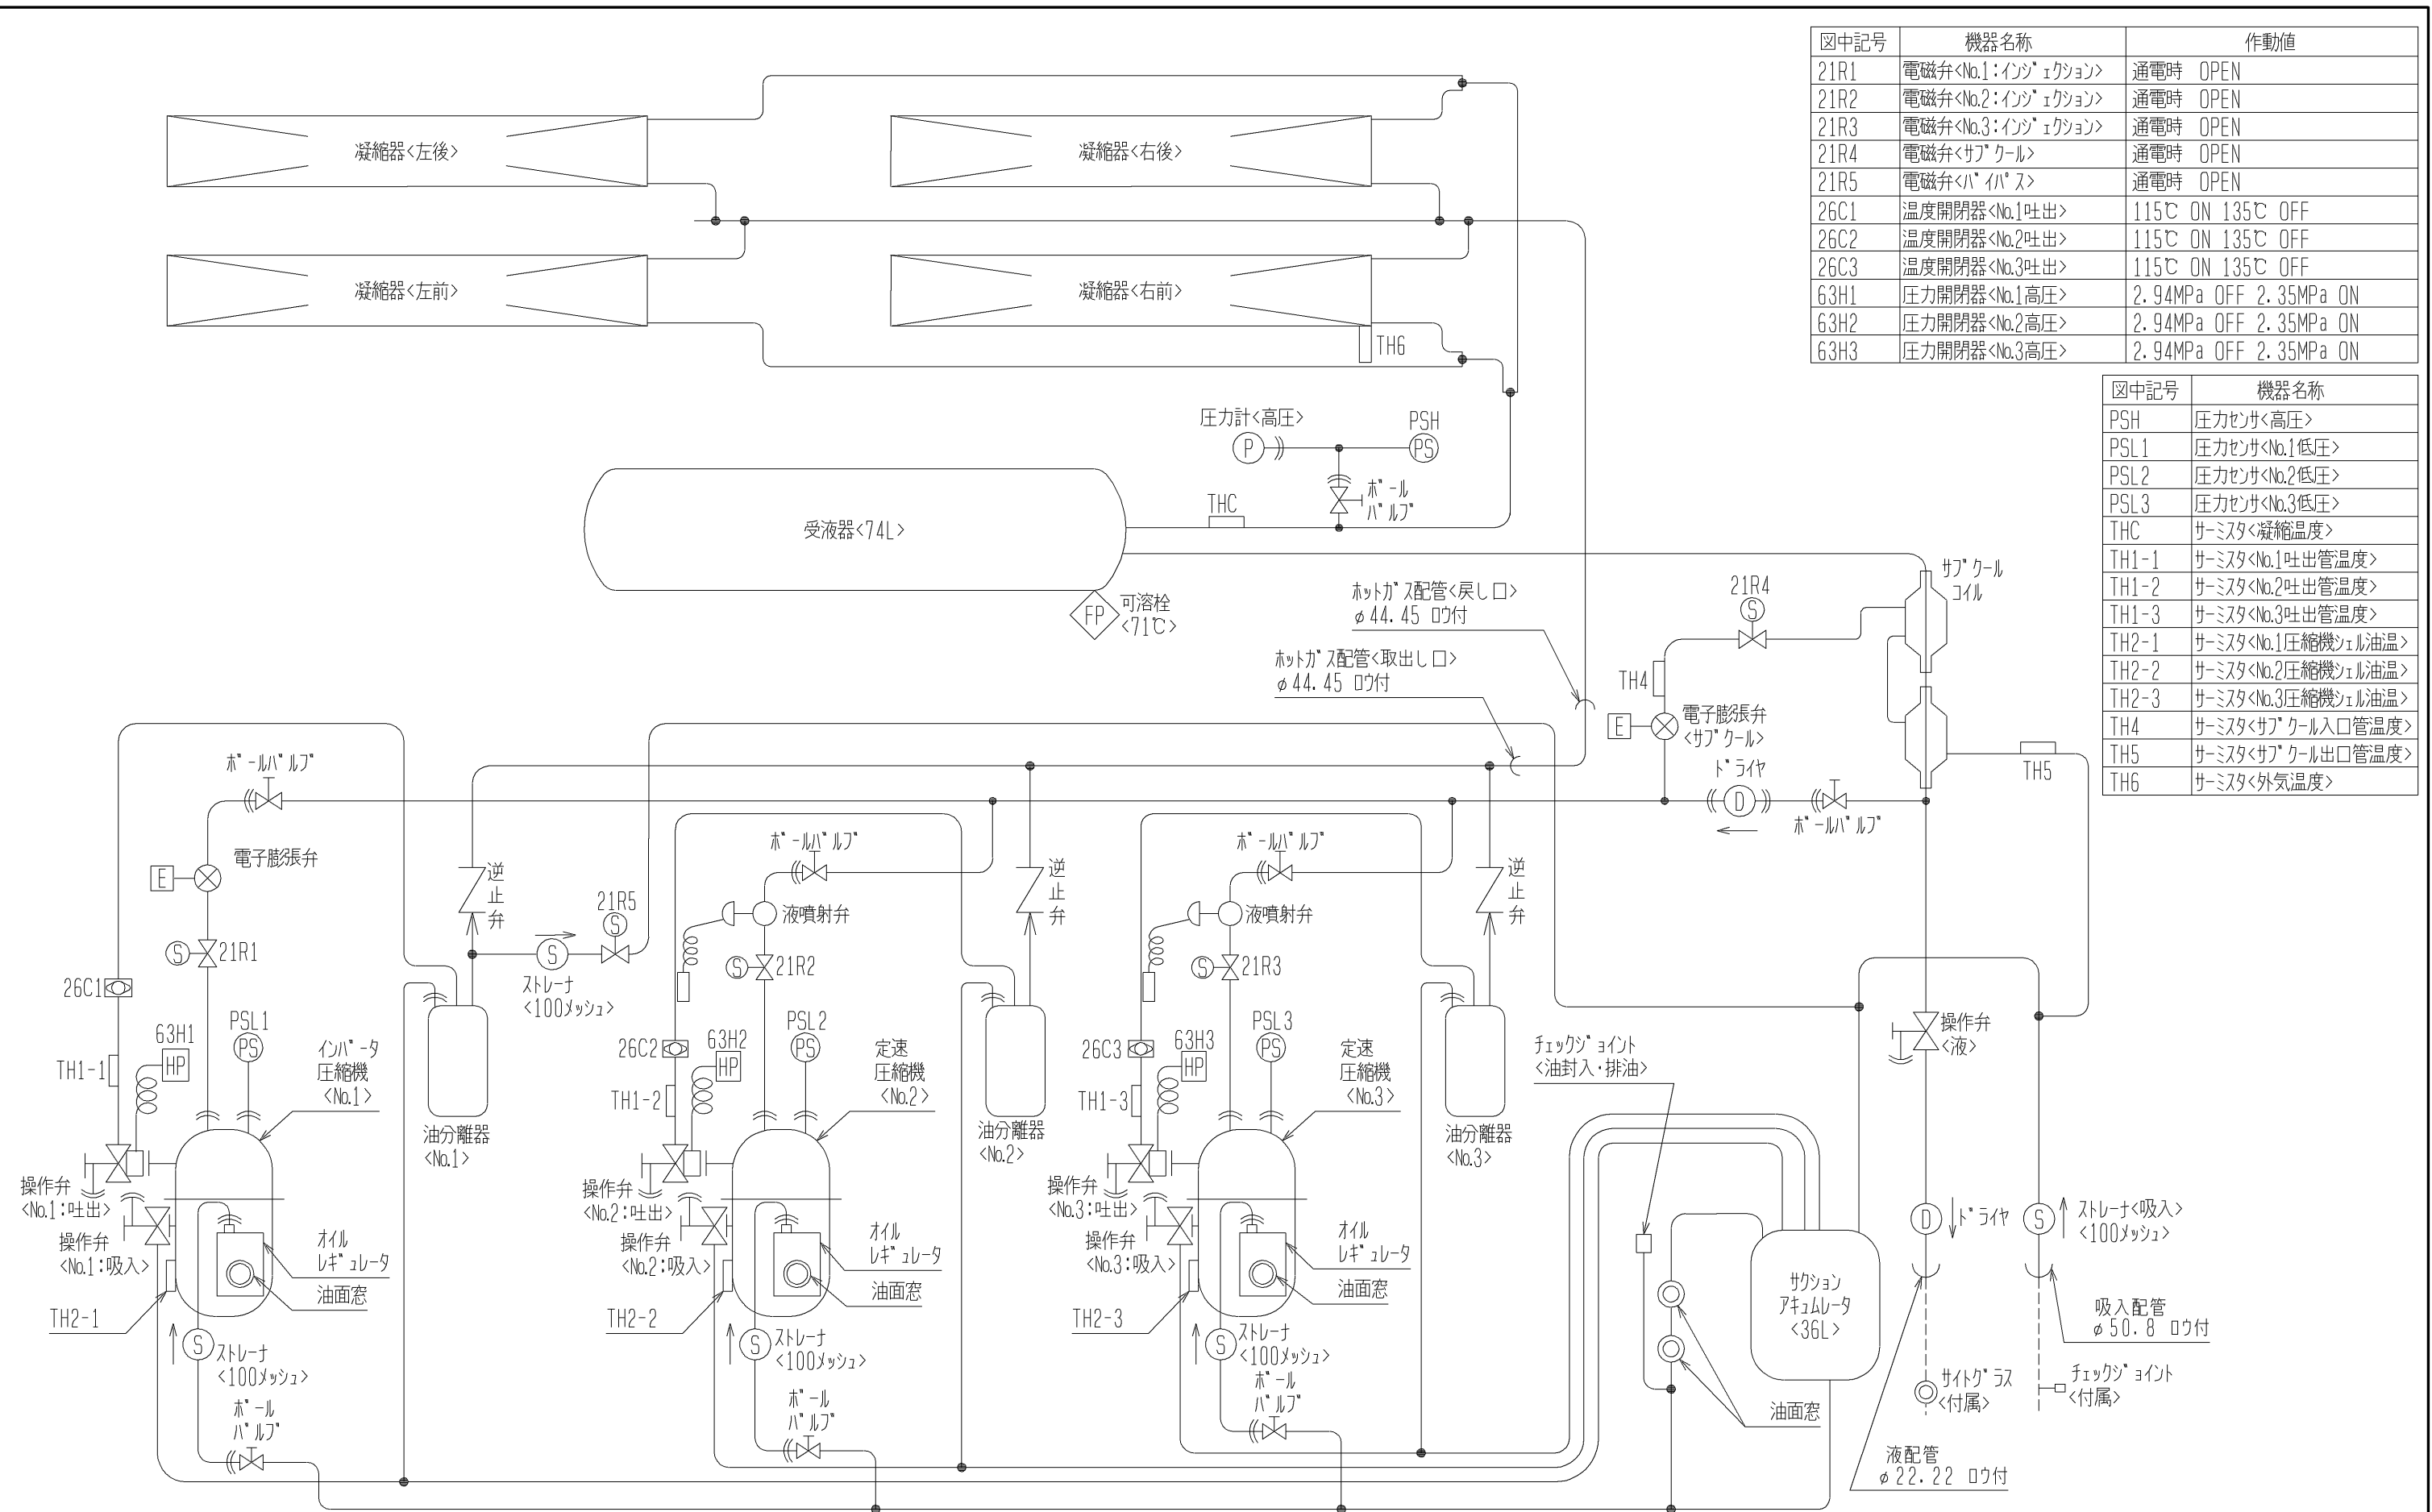 図中記号 機器名称 作動値
21R1 電磁弁<No.1:ｲﾝｼﾞｪｸｼｮﾝ> 通電時 OPEN
21R2 電磁弁<No.2:ｲﾝｼﾞｪｸｼｮﾝ> 通電時 OPEN
21R3 電磁弁<No.3:ｲﾝｼﾞｪｸｼｮﾝ> 通電時 OPEN
21R4 電磁弁<ｻﾌﾞｸｰﾙ> 通電時 OPEN
21R5 電磁弁<ﾊﾞｲﾊﾟｽ> 通電時 OPEN
26C1 温度開閉器<No.1吐出> 115℃ ON 135℃ OFF
26C2 温度開閉器<No.2吐出> 115℃ ON 135℃ OFF
26C3 温度開閉器<No.3吐出> 115℃ ON 135℃ OFF
63H1 圧力開閉器<No.1高圧> 2.94MPa OFF 2.35MPa ON
63H2 圧力開閉器<No.2高圧> 2.94MPa OFF 2.35MPa ON
63H3 圧力開閉器<No.3高圧> 2.94MPa OFF 2.35MPa ON
図中記号 機器名称
PSH 圧力ｾﾝｻ<高圧>
PSL1 圧力ｾﾝｻ<No.1低圧>
PSL2 圧力ｾﾝｻ<No.2低圧>
PSL3 圧力ｾﾝｻ<No.3低圧>
THC ｻｰﾐｽﾀ<凝縮温度>
TH1-1 ｻｰﾐｽﾀ<No.1吐出管温度>
TH1-2 ｻｰﾐｽﾀ<No.2吐出管温度>
TH1-3 ｻｰﾐｽﾀ<No.3吐出管温度>
TH2-1 ｻｰﾐｽﾀ<No.1圧縮機ｼｪﾙ油温>
TH2-2 ｻｰﾐｽﾀ<No.2圧縮機ｼｪﾙ油温>
TH2-3 ｻｰﾐｽﾀ<No.3圧縮機ｼｪﾙ油温>
TH4 ｻｰﾐｽﾀ<ｻﾌﾞｸｰﾙ入口管温度>
TH5 ｻｰﾐｽﾀ<ｻﾌﾞｸｰﾙ出口管温度>
TH6 ｻｰﾐｽﾀ<外気温度>
凝縮器<左後>
凝縮器<右後>
凝縮器<左前>
凝縮器<右前>
TH6
圧力計<高圧>
P
PSH
PS
THC
ﾎﾞｰﾙ
ﾊﾞﾙﾌﾞ
受液器<74L>
FP
可溶栓
<71℃>
ﾎｯﾄｶﾞｽ配管<戻し口>
φ44.45 ﾛｳ付
ﾎｯﾄｶﾞｽ配管<取出し口>
φ44.45 ﾛｳ付
21R4
S
ｻﾌﾞｸｰﾙ
ｺｲﾙ
TH4
E
電子膨張弁
<ｻﾌﾞｸｰﾙ>
ﾄﾞﾗｲﾔ
D
ﾎﾞｰﾙﾊﾞﾙﾌﾞ
TH5
ﾎﾞｰﾙﾊﾞﾙﾌﾞ
E
電子膨張弁
S
21R1
26C1
63H1
HP
TH1-1
PSL1
PS
ｲﾝﾊﾞｰﾀ
圧縮機
<No.1>
逆
止
弁
S
ｽﾄﾚｰﾅ
<100ﾒｯｼｭ>
21R5
S
油分離器
<No.1>
操作弁
<No.1:吐出>
操作弁
<No.1:吸入>
TH2-1
ｵｲﾙ
ﾚｷﾞｭﾚｰﾀ
油面窓
S
ｽﾄﾚｰﾅ
<100ﾒｯｼｭ>
ﾎﾞｰﾙ
ﾊﾞﾙﾌﾞ
ﾎﾞｰﾙﾊﾞﾙﾌﾞ
液噴射弁
S
21R2
26C2
63H2
HP
TH1-2
PSL2
PS
定速
圧縮機
<No.2>
逆
止
弁
油分離器
<No.2>
操作弁
<No.2:吐出>
操作弁
<No.2:吸入>
TH2-2
ｵｲﾙ
ﾚｷﾞｭﾚｰﾀ
油面窓
S
ｽﾄﾚｰﾅ
<100ﾒｯｼｭ>
ﾎﾞｰﾙ
ﾊﾞﾙﾌﾞ
ﾎﾞｰﾙﾊﾞﾙﾌﾞ
液噴射弁
S
21R3
26C3
63H3
HP
TH1-3
PSL3
PS
定速
圧縮機
<No.3>
逆
止
弁
油分離器
<No.3>
操作弁
<No.3:吐出>
操作弁
<No.3:吸入>
TH2-3
ｵｲﾙ
ﾚｷﾞｭﾚｰﾀ
油面窓
S
ｽﾄﾚｰﾅ
<100ﾒｯｼｭ>
ﾎﾞｰﾙ
ﾊﾞﾙﾌﾞ
ﾁｪｯｸｼﾞｮｲﾝﾄ
<油封入・排油>
油面窓
ｻｸｼｮﾝ
ｱｷｭﾑﾚｰﾀ
<36L>
操作弁
<液>
D
ﾄﾞﾗｲﾔ
S
ｽﾄﾚｰﾅ<吸入>
<100ﾒｯｼｭ>
吸入配管
φ50.8 ﾛｳ付
ｻｲﾄｸﾞﾗｽ
<付属>
ﾁｪｯｸｼﾞｮｲﾝﾄ
<付属>
液配管
φ22.22 ﾛｳ付